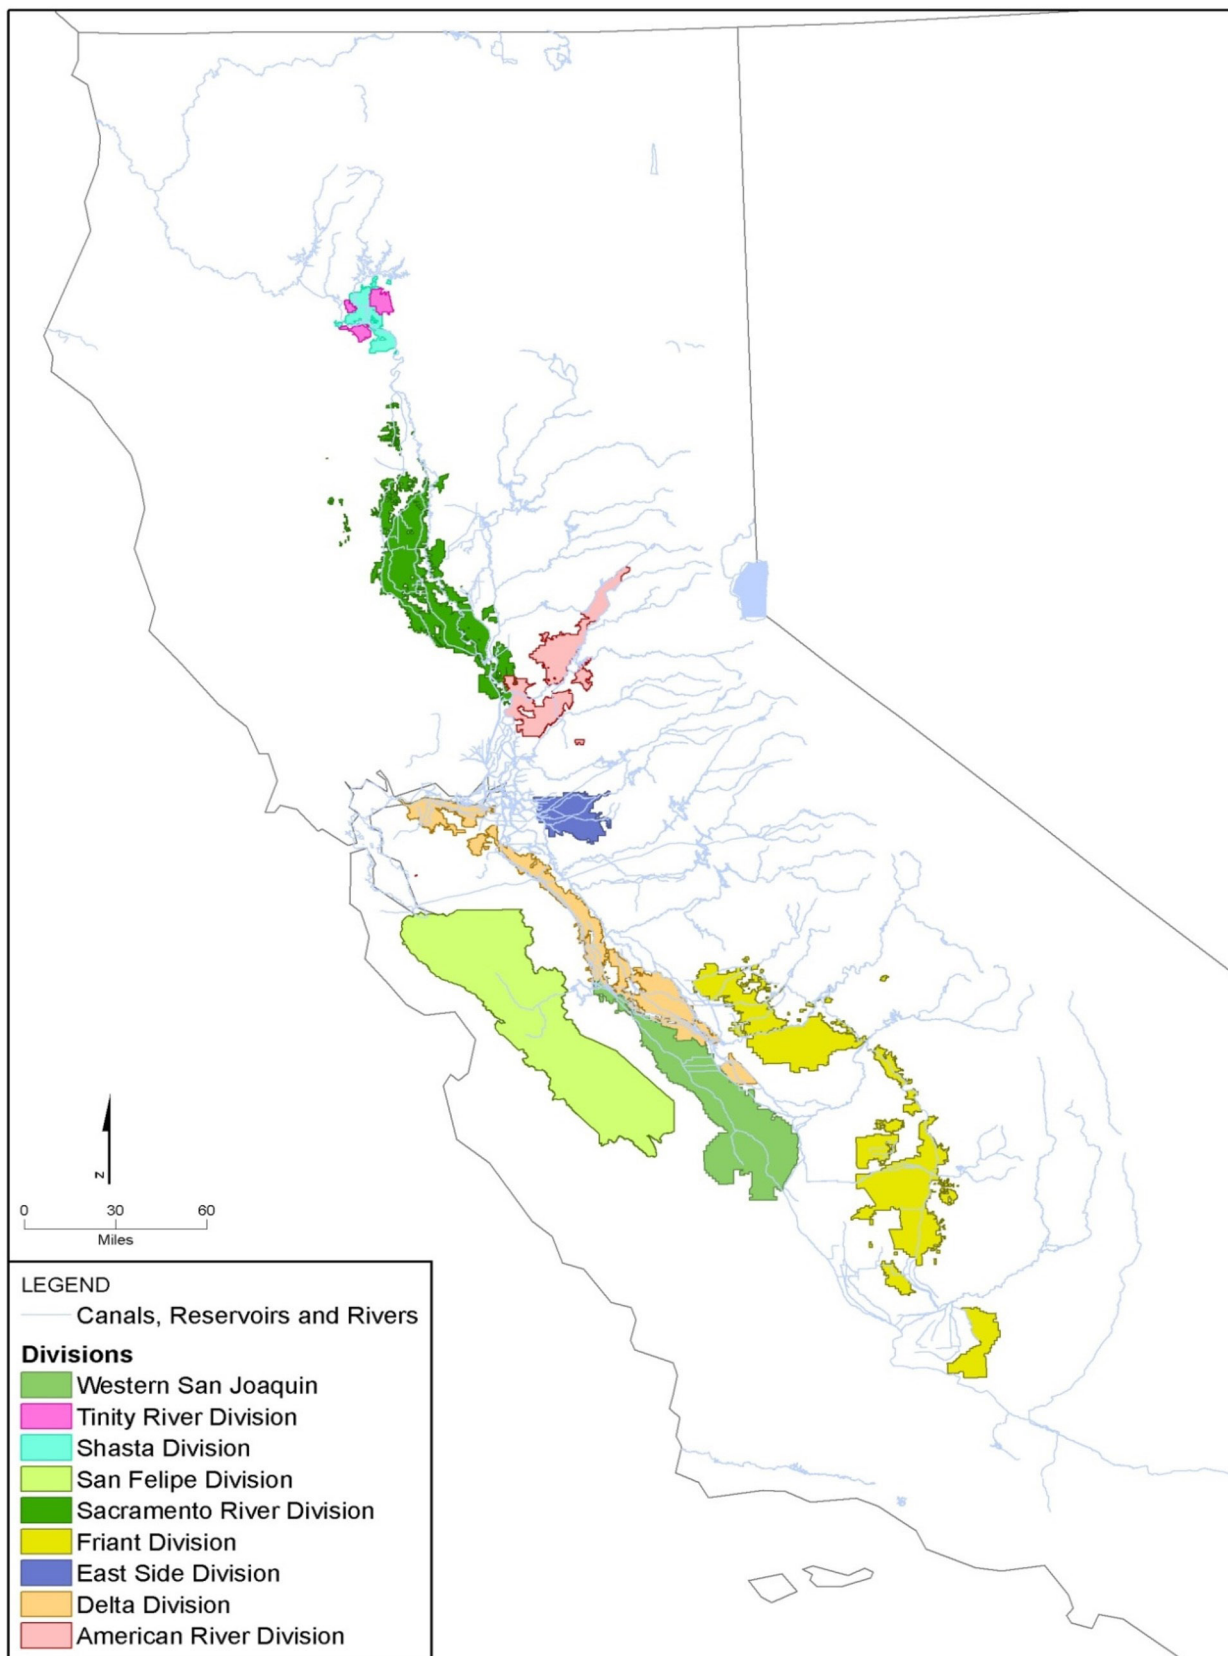 N
0 30 60
Miles
LEGEND
Canals, Reservoirs and Rivers
Divisions
Western San Joaquin
Tinity River Division
Shasta Division
San Felipe Division
Sacramento River Division
Friant Division
East Side Division
Delta Division
American River Division